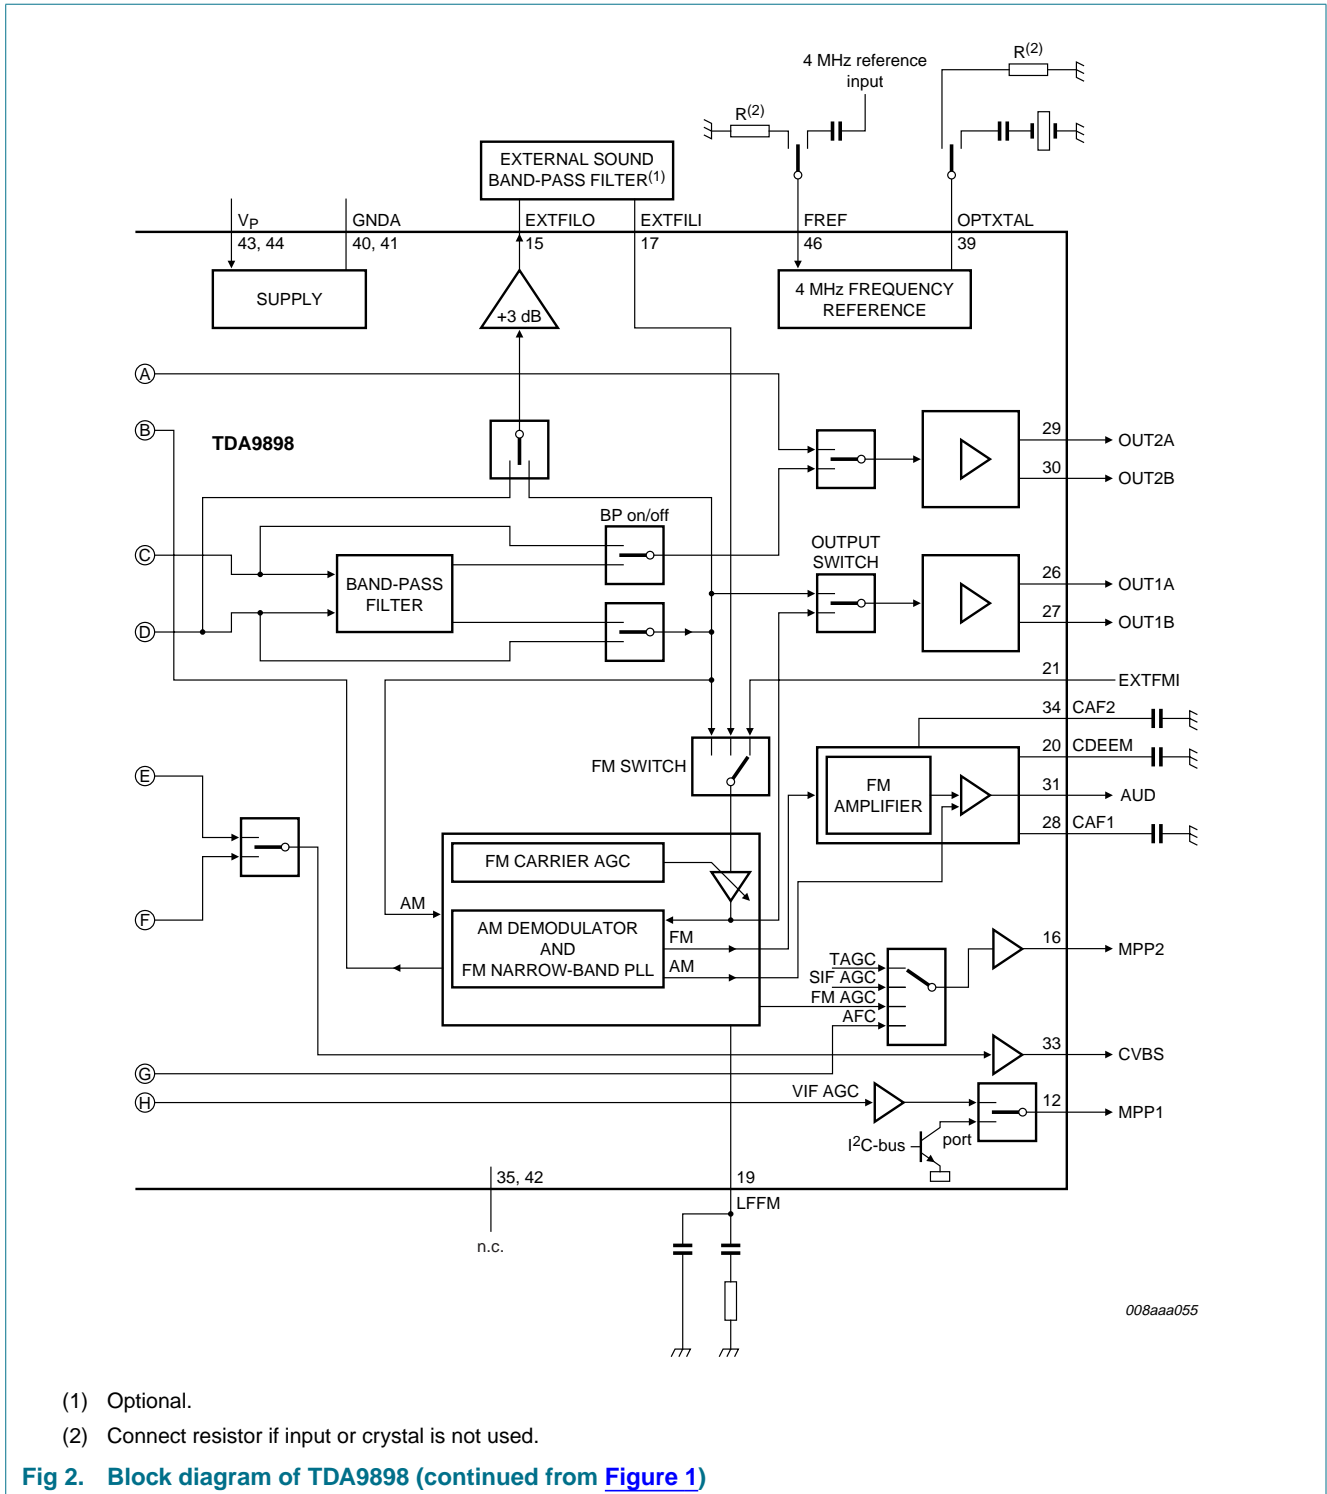 4 MHz reference
input
R(2)
R(2)
EXTERNAL SOUND
BAND-PASS FILTER(1)
VP
GNDA
EXTFILO
EXTFILI
FREF
OPTXTAL
43, 44
40, 41
15
17
46
39
SUPPLY
+3 dB
4 MHz FREQUENCY
REFERENCE
A
B
TDA9898
29
OUT2A
30
OUT2B
BP on/off
C
BAND-PASS
FILTER
OUTPUT
SWITCH
26
OUT1A
27
OUT1B
D
21
EXTFMI
34
CAF2
20
CDEEM
FM SWITCH
E
FM
AMPLIFIER
31
AUD
28
CAF1
FM CARRIER AGC
AM
F
AM DEMODULATOR
AND
FM NARROW-BAND PLL
FM
AM
TAGC
SIF AGC
FM AGC
AFC
16
MPP2
33
CVBS
G
H
VIF AGC
12
MPP1
I2C-bus
port
35, 42
19
LFFM
n.c.
008aaa055
(1) Optional.
(2) Connect resistor if input or crystal is not used.
Fig 2. Block diagram of TDA9898 (continued from Figure 1)